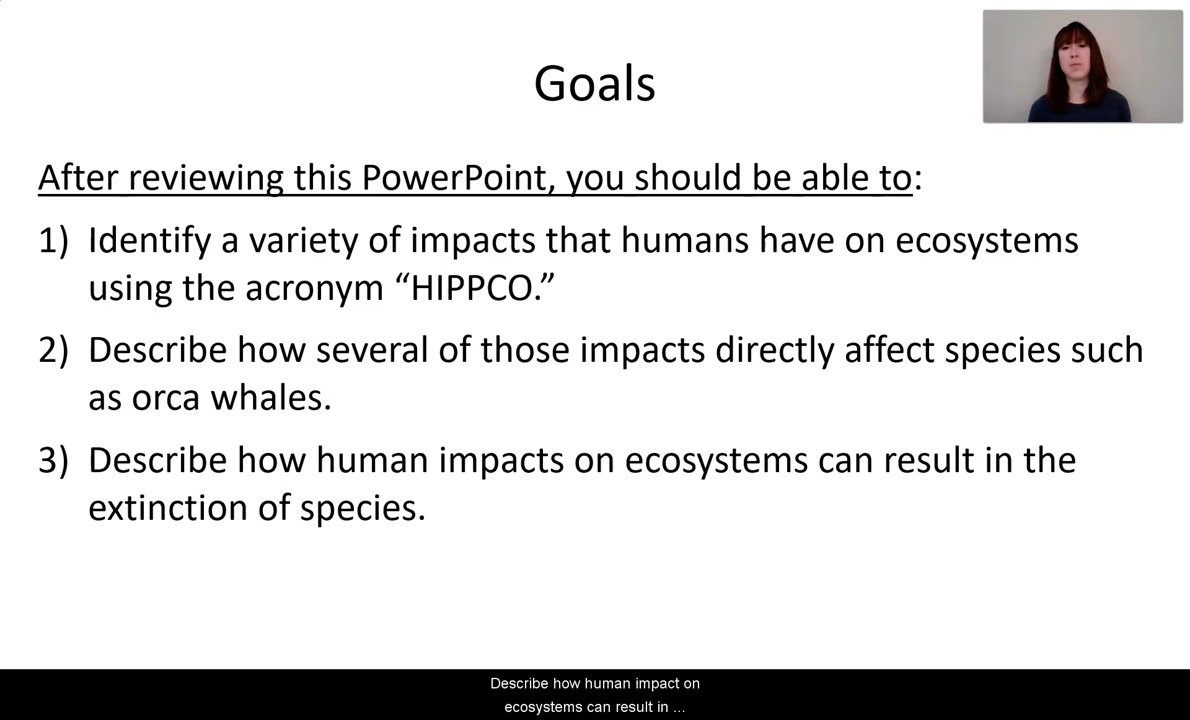 Goals
After reviewing this PowerPoint, you should be able to:
1) Identify a variety of impacts that humans have on ecosystems
using the acronym “HIPPCO.”
2) Describe how several of those impacts directly affect species such
as orca whales.
3) Describe how human impacts on ecosystems can result in the
extinction of species.
Describe how human impact on
ecosystems can result in ...